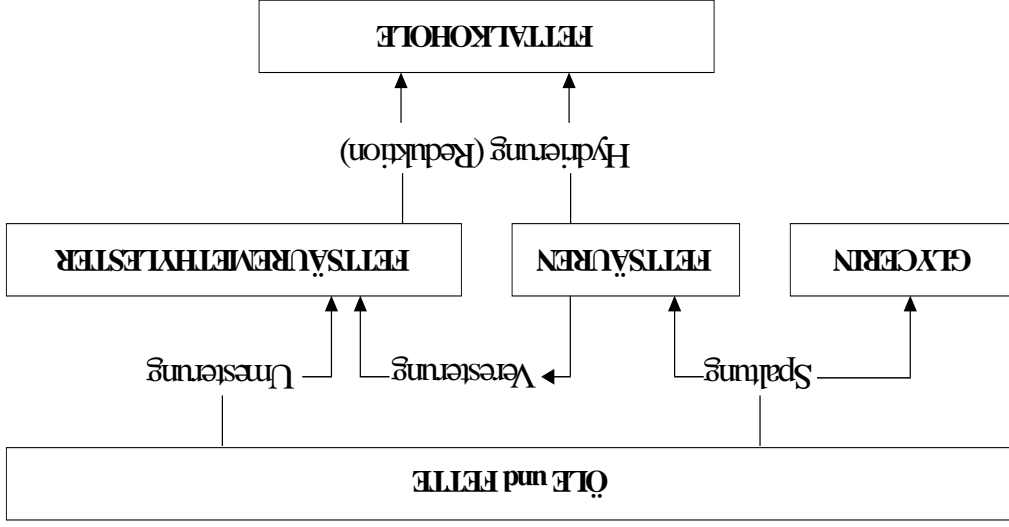 ÖLE und FETTE
Spaltung
Veresterung
Umesterung
GLYCERIN
FETTSÄUREN
FETTSÄUREMETHYLESTER
Hydrierung (Reduktion)
FETTALKOHOLE